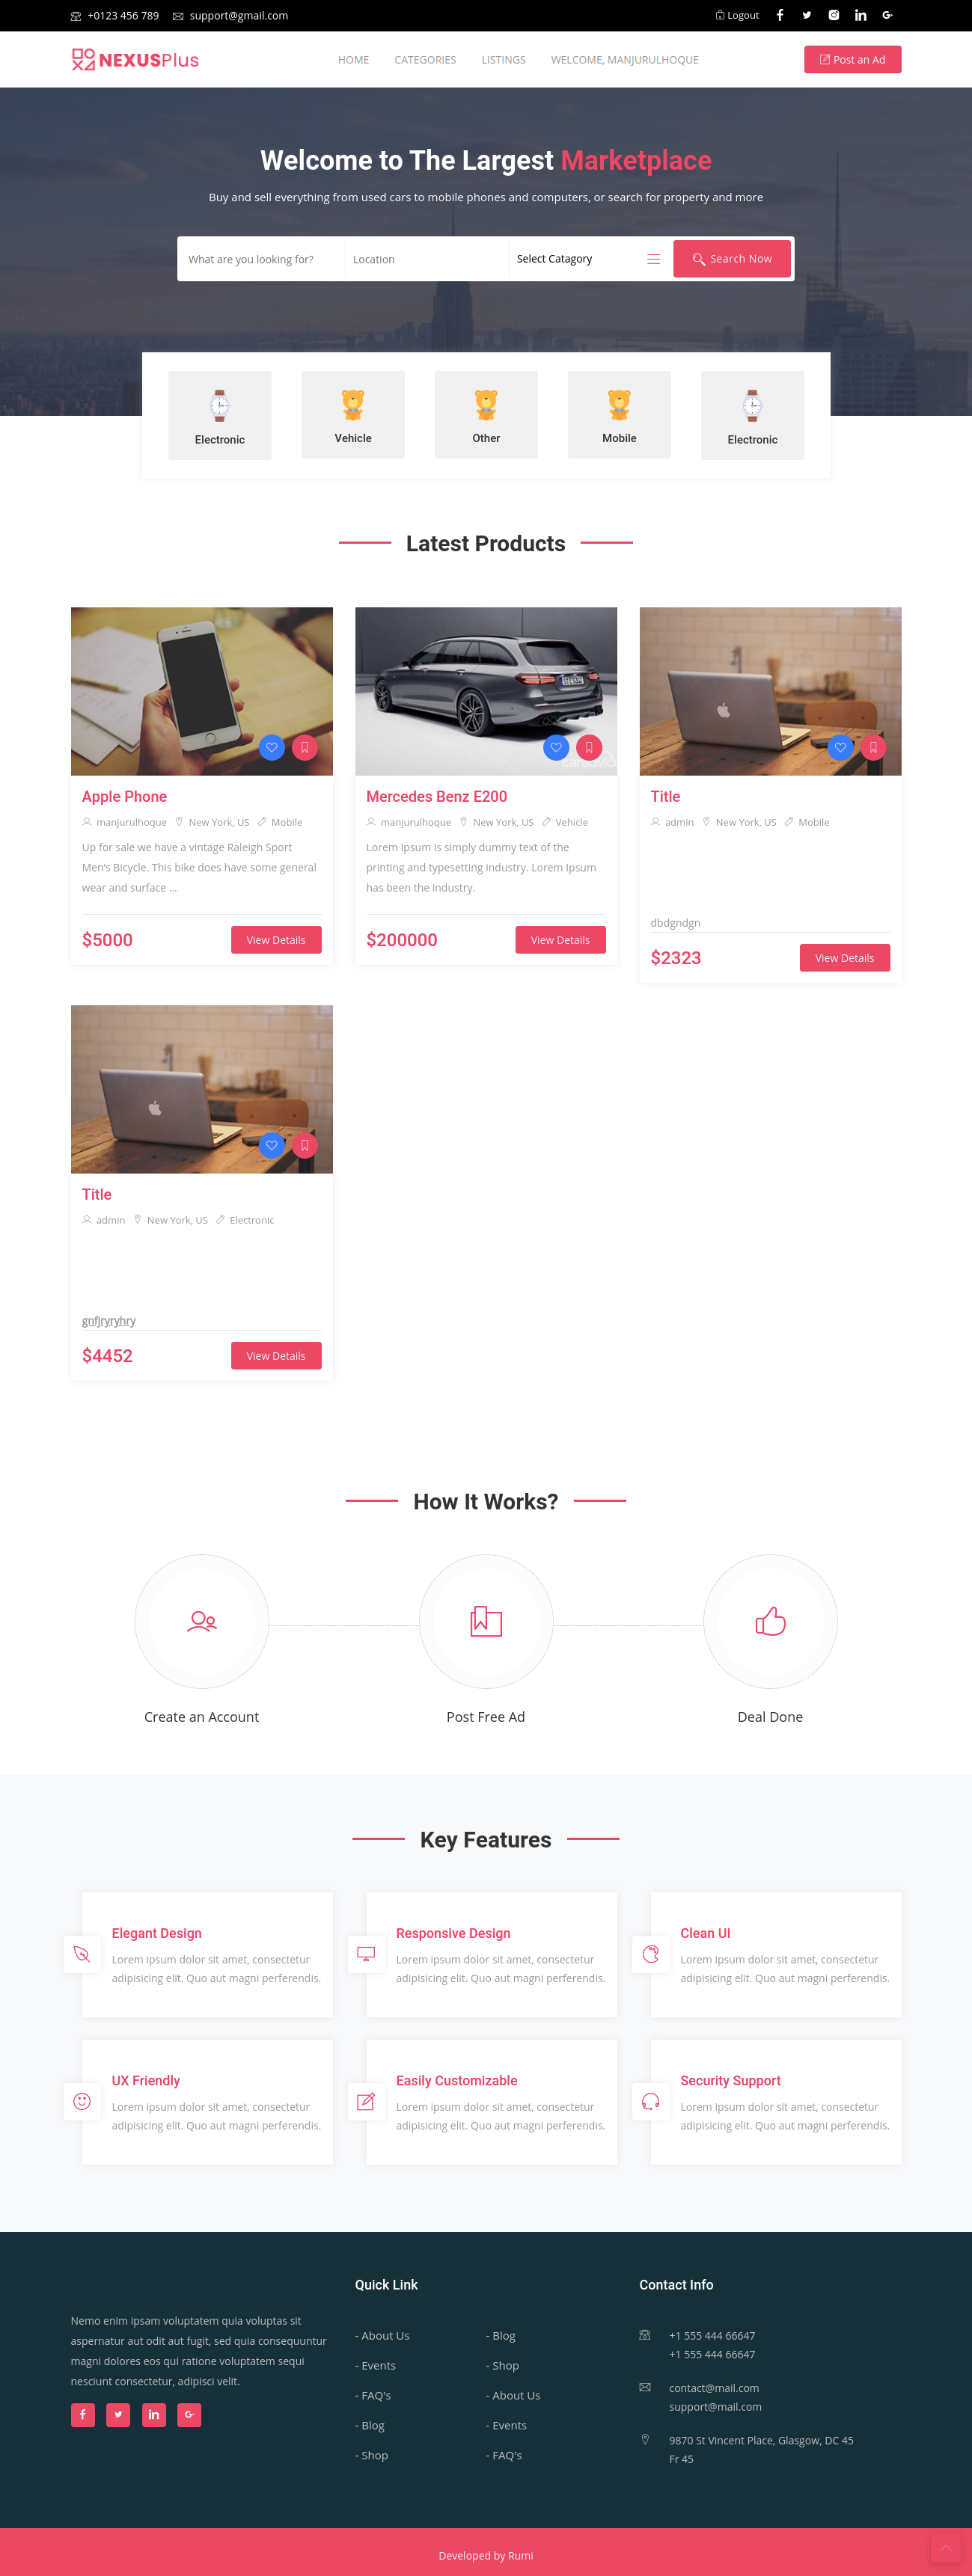 +0123 456 789 support@gmail.com Logout
NEXUSPlus HOME CATEGORIES LISTINGS WELCOME, MANJURULHOQUE Post an Ad
Welcome to The Largest Marketplace
Buy and sell everything from used cars to mobile phones and computers, or search for property and more
What are you looking for? Location Select Catagory Search Now
Electronic Vehicle Other Mobile Electronic
Latest Products
Apple Phone
manjurulhoque New York, US Mobile
Up for sale we have a vintage Raleigh Sport
Men's Bicycle. This bike does have some general
wear and surface ...
$5000 View Details
Mercedes Benz E200
manjurulhoque New York, US Vehicle
Lorem Ipsum is simply dummy text of the
printing and typesetting industry. Lorem Ipsum
has been the industry.
$200000 View Details
Title
admin New York, US Mobile
dbdgndgn
$2323 View Details
Title
admin New York, US Electronic
gnfjryryhry
$4452 View Details
How It Works?
Create an Account Post Free Ad Deal Done
Key Features
Elegant Design
Lorem ipsum dolor sit amet, consectetur
adipisicing elit. Quo aut magni perferendis.
Responsive Design
Lorem ipsum dolor sit amet, consectetur
adipisicing elit. Quo aut magni perferendis.
Clean UI
Lorem ipsum dolor sit amet, consectetur
adipisicing elit. Quo aut magni perferendis.
UX Friendly
Lorem ipsum dolor sit amet, consectetur
adipisicing elit. Quo aut magni perferendis.
Easily Customizable
Lorem ipsum dolor sit amet, consectetur
adipisicing elit. Quo aut magni perferendis.
Security Support
Lorem ipsum dolor sit amet, consectetur
adipisicing elit. Quo aut magni perferendis.
Nemo enim ipsam voluptatem quia voluptas sit
aspernatur aut odit aut fugit, sed quia consequuntur
magni dolores eos qui ratione voluptatem sequi
nesciunt consectetur, adipisci velit.
Quick Link
- About Us
- Events
- FAQ's
- Blog
- Shop
- Blog
- Shop
- About Us
- Events
- FAQ's
Contact Info
+1 555 444 66647
+1 555 444 66647
contact@mail.com
support@mail.com
9870 St Vincent Place, Glasgow, DC 45
Fr 45
Developed by Rumi